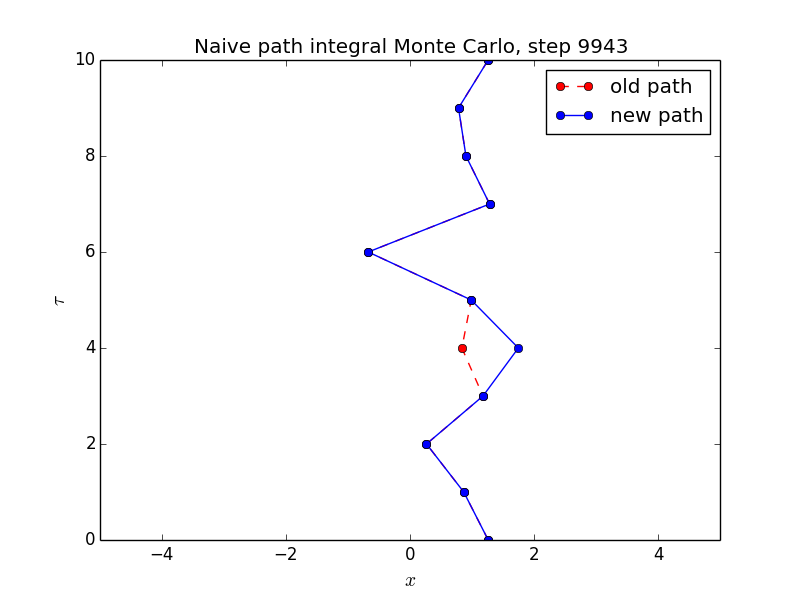 Naive path integral Monte Carlo, step 9943
old path
new path
10
8
6
4
2
0
τ
−4 −2 0 2 4
x